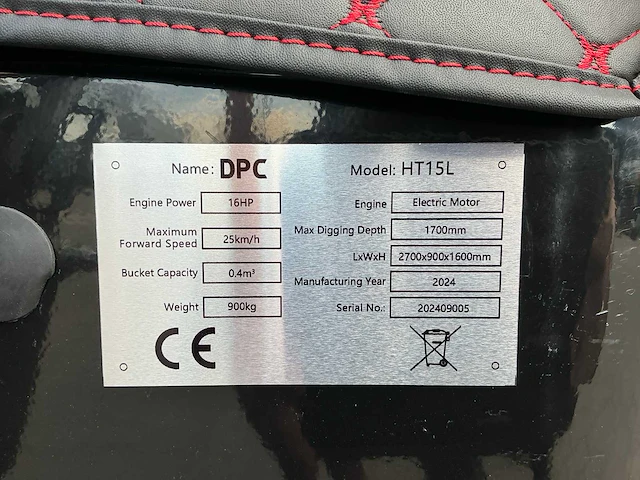 Name: DPC Model: HT15L
Engine Power 16HP Engine Electric Motor
Maximum Forward Speed 25km/h Max Digging Depth 1700mm
Bucket Capacity 0.4m³ LxWxH 2700x900x1600mm
Manufacturing Year 2024
Weight 900kg Serial No.: 202409005
CE